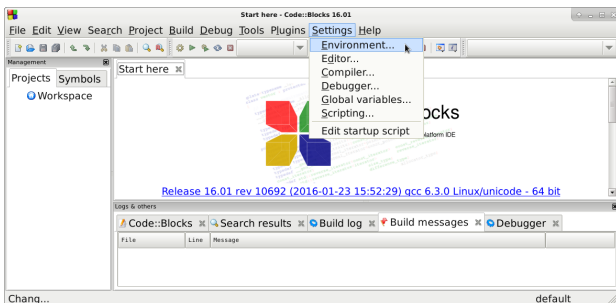 Start here - Code::Blocks 16.01
File Edit View Search Project Build Debug Tools Plugins Settings Help
Management
Projects Symbols
Workspace
Start here
Environment...
Editor...
Compiler...
Debugger...
Global variables...
Scripting...
Edit startup script
ocks
latform IDE
Release 16.01 rev 10692 (2016-01-23 15:52:29) gcc 6.3.0 Linux/unicode - 64 bit
Logs & others
Code::Blocks Search results Build log Build messages Debugger
File Line Message
Chang... default